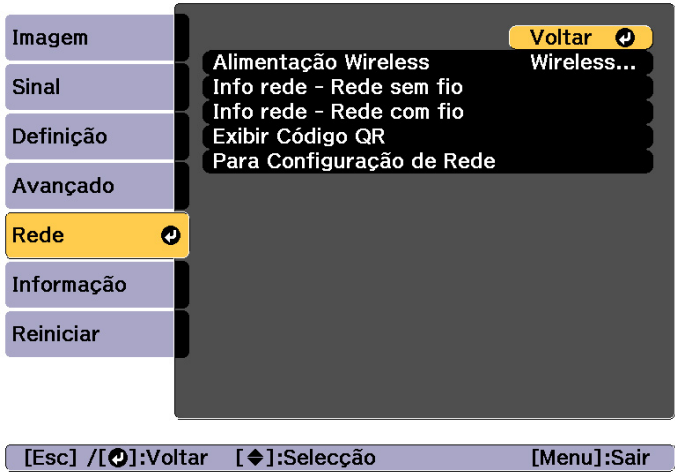 Imagem
Sinal
Definição
Avançado
Rede
Informação
Reiniciar
Voltar
Alimentação Wireless Wireless...
Info rede - Rede sem fio
Info rede - Rede com fio
Exibir Código QR
Para Configuração de Rede
[Esc] /[]:Voltar []:Selecção [Menu]:Sair